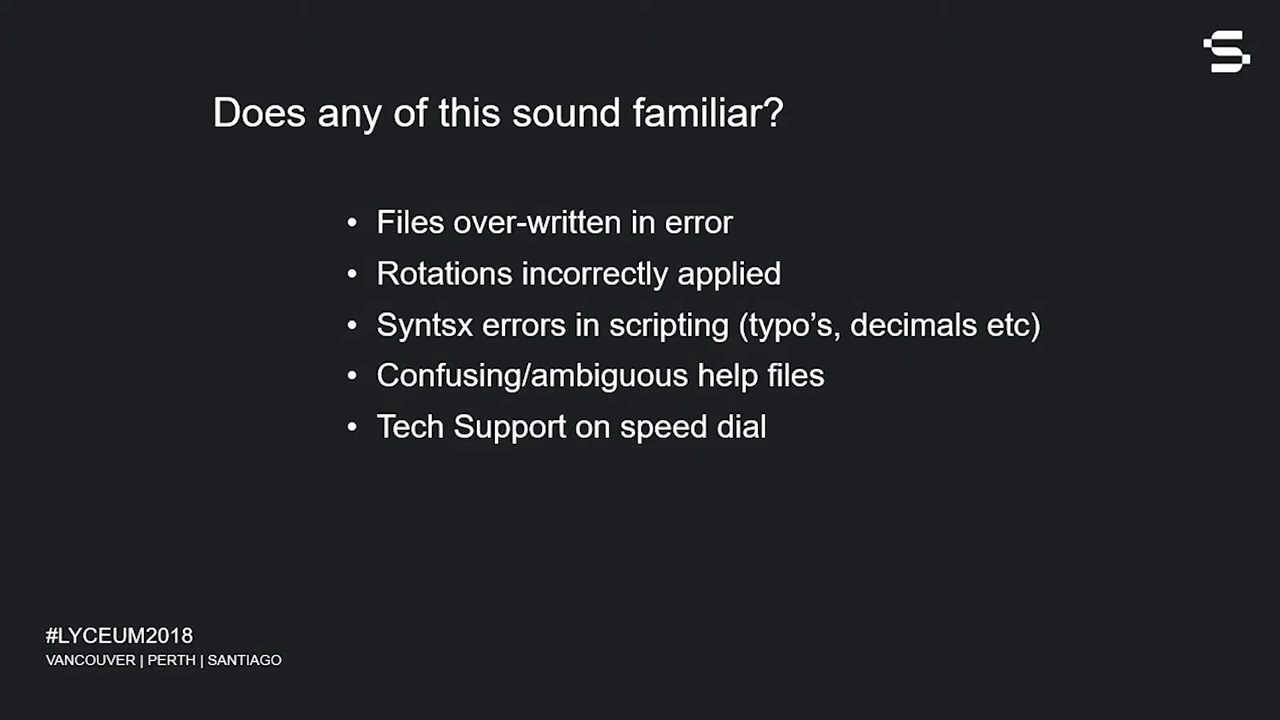 Does any of this sound familiar?
• Files over-written in error
• Rotations incorrectly applied
• Syntsx errors in scripting (typo’s, decimals etc)
• Confusing/ambiguous help files
• Tech Support on speed dial
#LYCEUM2018
VANCOUVER | PERTH | SANTIAGO